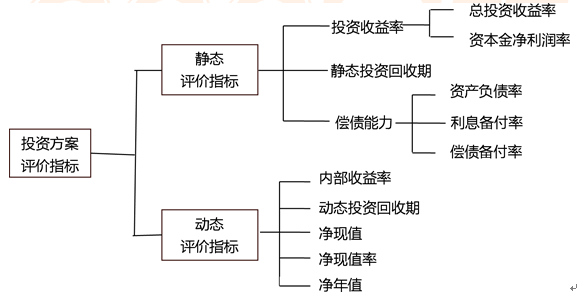 投资方案
评价指标
静态
评价指标
投资收益率
总投资收益率
资本金净利润率
静态投资回收期
偿债能力
资产负债率
利息备付率
偿债备付率
动态
评价指标
内部收益率
动态投资回收期
净现值
净现值率
净年值